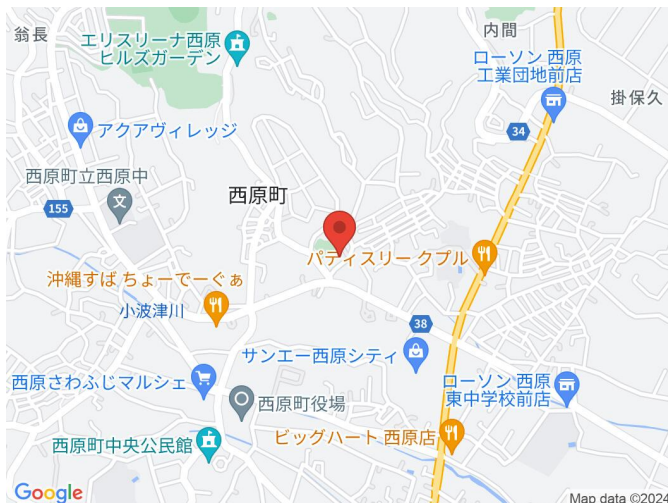 翁長
エリスリーナ西原
ヒルズガーデン
内間
ローソン 西原
工業団地前店
掛保久
アクアヴィレッジ
34
西原町立西原中
文
155
西原町
パティスリー クプル
沖縄すば ちょーでーぐぁ
小波津川
38
サンエー西原シティ
西原さわふじマルシェ
ローソン 西原
東中学校前店
西原町役場
ビッグハート 西原店
西原町中央公民館
Google
Map data ©2024